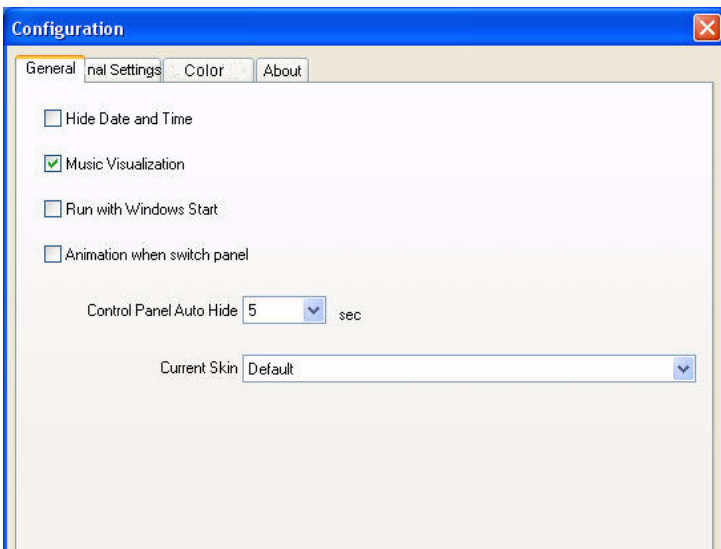 Configuration
General nal Settings Color About
Hide Date and Time
Music Visualization
Run with Windows Start
Animation when switch panel
Control Panel Auto Hide 5 sec
Current Skin Default